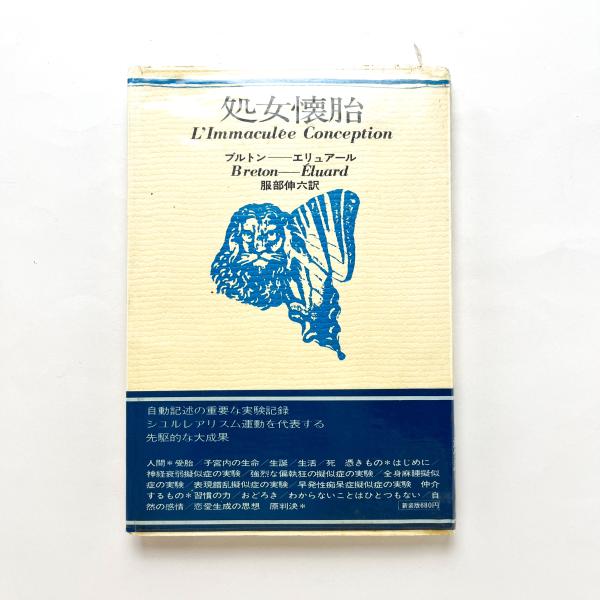 処女懐胎
L'Immaculée Conception
ブルトン——エリュアール
Breton——Éluard
服部伸六訳
自動記述の重要な実験記録
シュルレアリスム運動を代表する
先駆的な大成果
人間*受胎/子宮内の生命/生誕/生活/死 憑きもの*はじめに/
神経衰弱擬似症の実験/強烈な偏執狂の擬似症の実験/全身麻痺擬似
症の実験/表現錯乱擬似症の実験/早発性痴呆症擬似症の実験 仲介
するもの*習慣の力/おどろき/わからないことはひとつもない/自
然の感情/恋愛生成の思想 原判決*
新装版680円